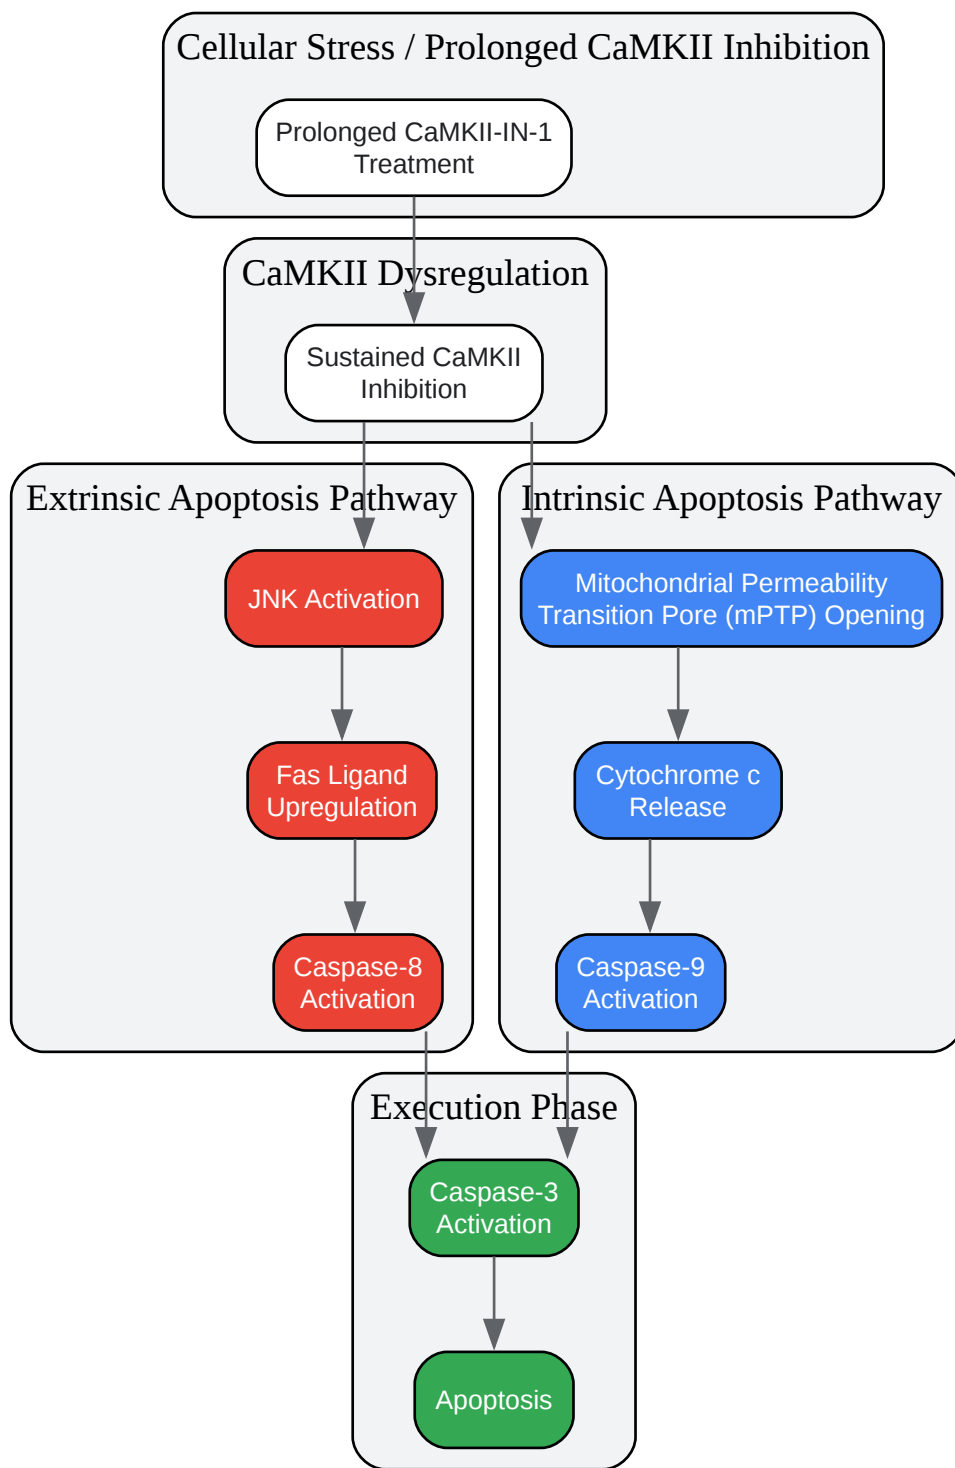 Cellular Stress / Prolonged CaMKII Inhibition
Prolonged CaMKII-IN-1
Treatment
CaMKII Dysregulation
Sustained CaMKII
Inhibition
Extrinsic Apoptosis Pathway
JNK Activation
Fas Ligand
Upregulation
Caspase-8
Activation
Intrinsic Apoptosis Pathway
Mitochondrial Permeability
Transition Pore (mPTP) Opening
Cytochrome c
Release
Caspase-9
Activation
Execution Phase
Caspase-3
Activation
Apoptosis